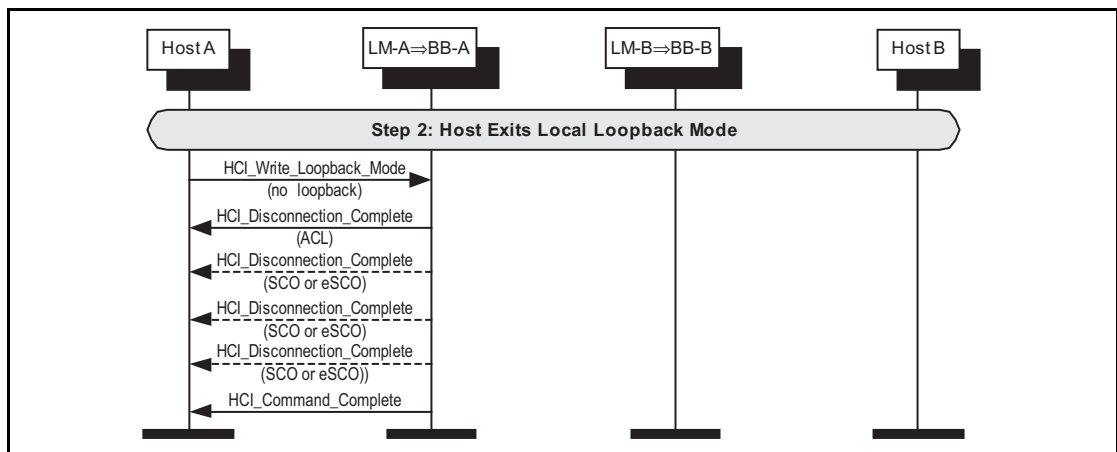 Host A
LM-A⇒BB-A
LM-B⇒BB-B
Host B
Step 2: Host Exits Local Loopback Mode
HCI_Write_Loopback_Mode
(no loopback)
HCI_Disconnection_Complete
(ACL)
HCI_Disconnection_Complete
(SCO or eSCO)
HCI_Disconnection_Complete
(SCO or eSCO)
HCI_Disconnection_Complete
(SCO or eSCO))
HCI_Command_Complete